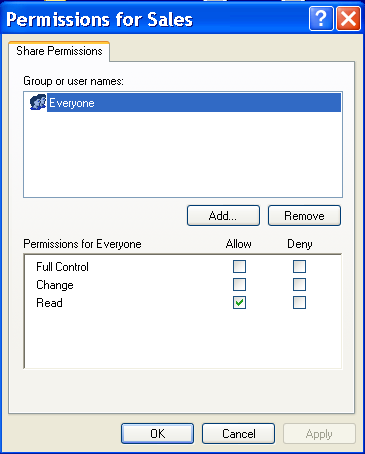 Permissions for Sales
Share Permissions
Group or user names:
Everyone
Add... Remove
Permissions for Everyone Allow Deny
Full Control
Change
Read
OK Cancel Apply